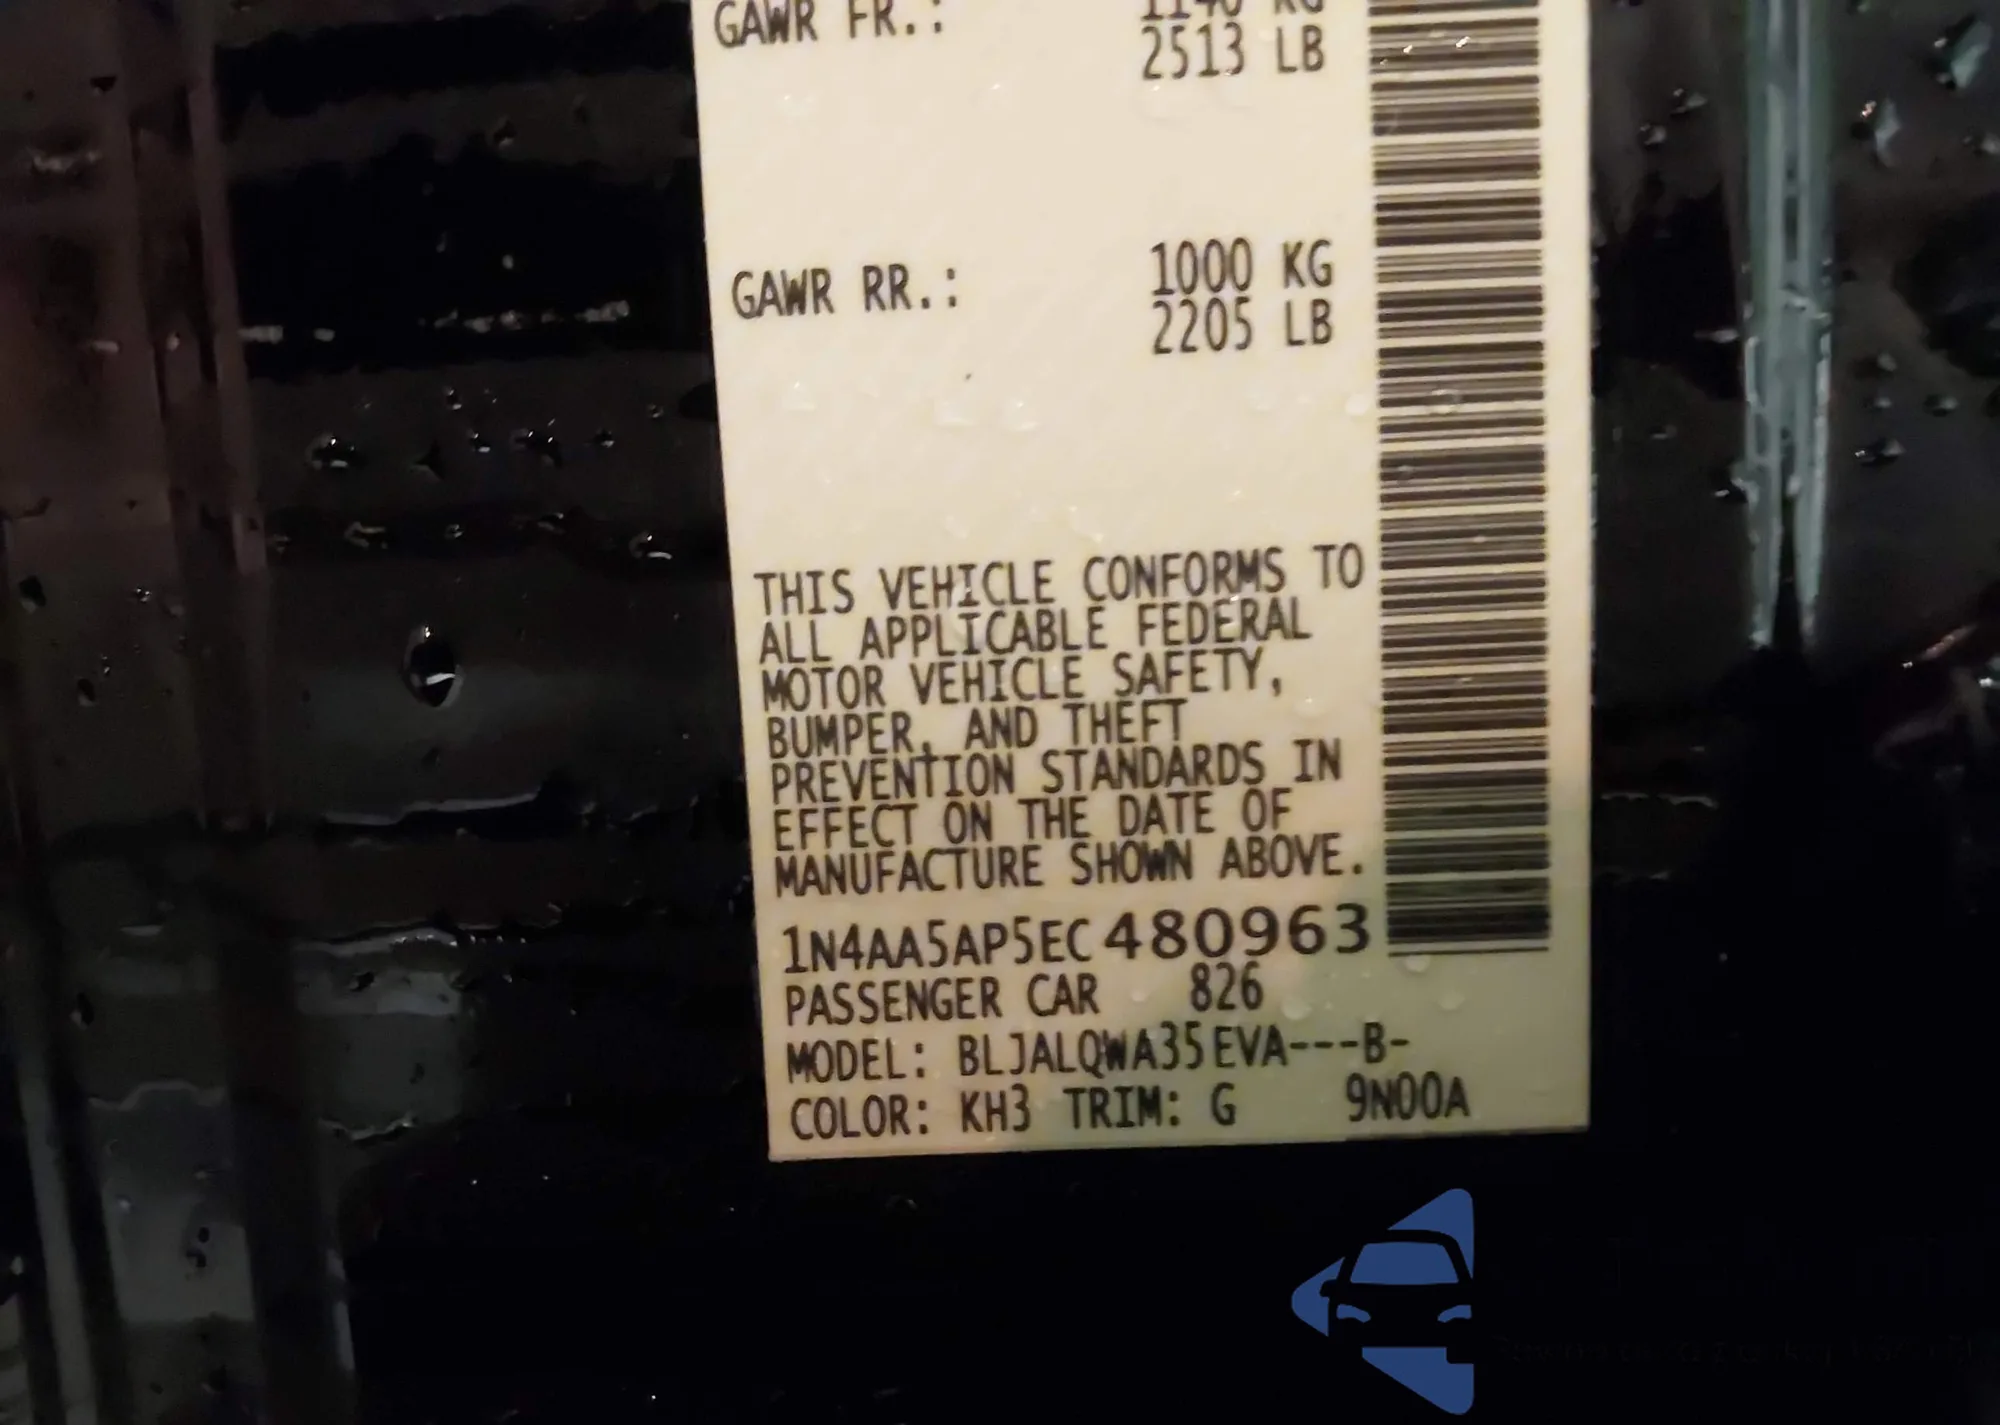 GAWR FR.: 1140 KG
2513 LB
GAWR RR.: 1000 KG
2205 LB
THIS VEHICLE CONFORMS TO
ALL APPLICABLE FEDERAL
MOTOR VEHICLE SAFETY,
BUMPER, AND THEFT
PREVENTION STANDARDS IN
EFFECT ON THE DATE OF
MANUFACTURE SHOWN ABOVE.
1N4AA5AP5EC480963
PASSENGER CAR 826
MODEL: BLJALQWA35EVA---B-
COLOR: KH3 TRIM: G 9N00A